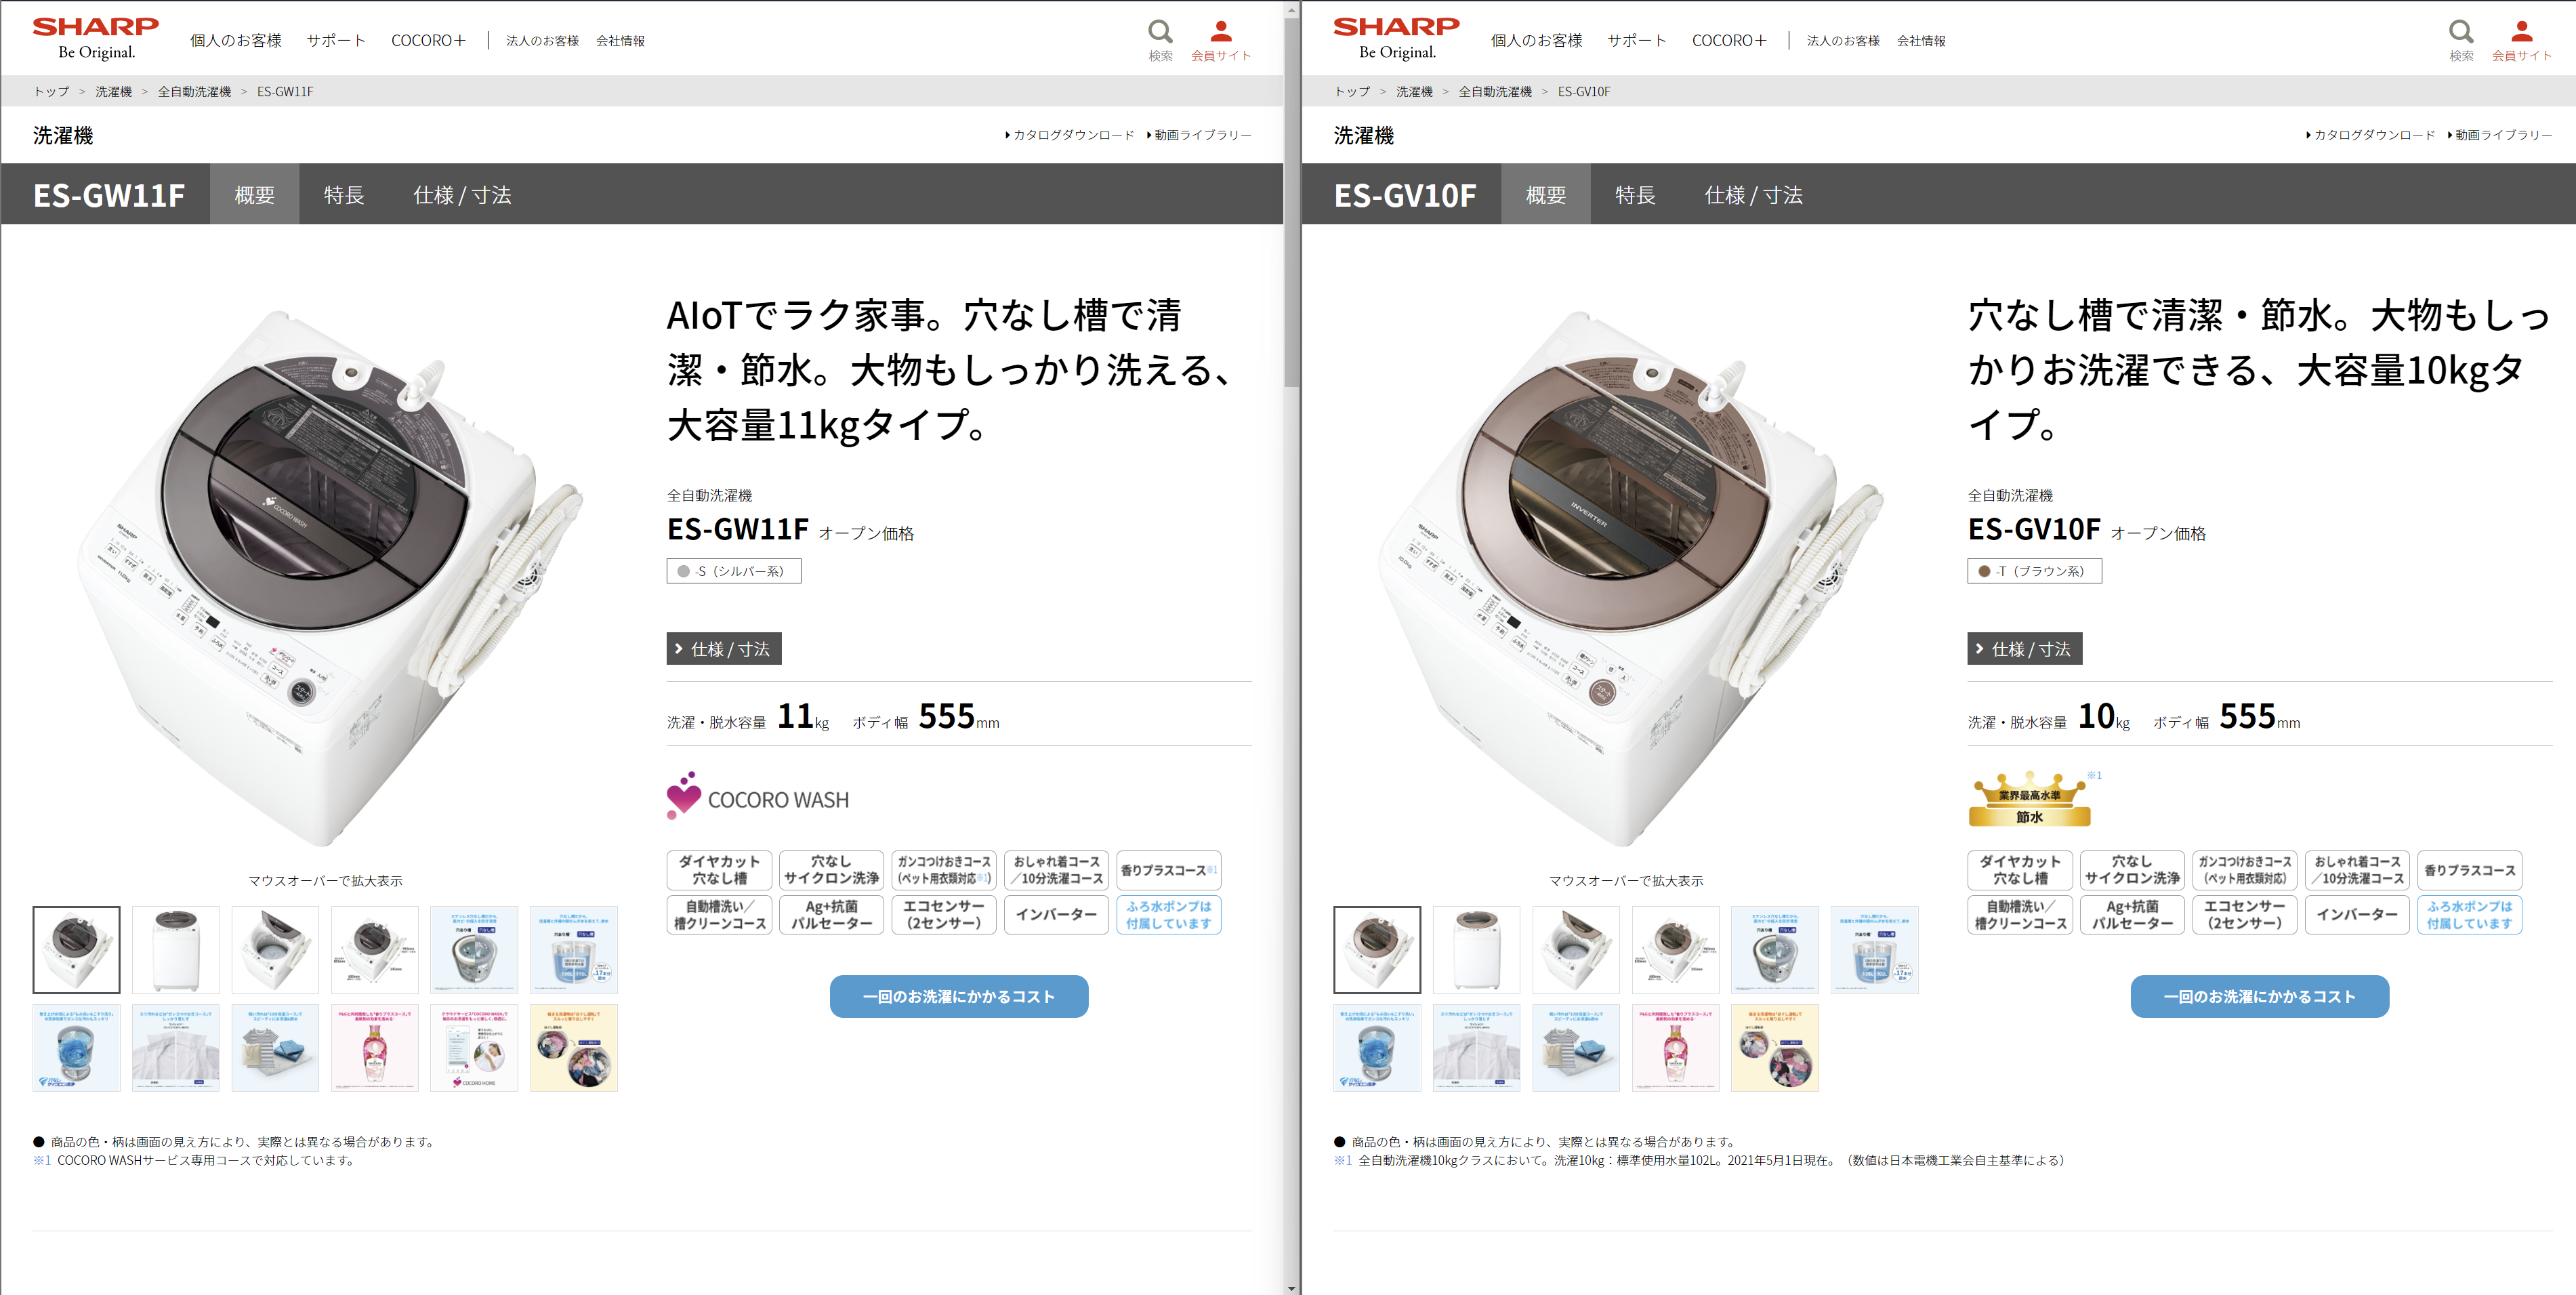 SHARP
Be Original.
個人のお客様 サポート COCORO＋ 法人のお客様 会社情報
検索 会員サイト
トップ > 洗濯機 > 全自動洗濯機 > ES-GW11F
洗濯機
カタログダウンロード 動画ライブラリー
ES-GW11F 概要 特長 仕様 / 寸法
AIoTでラク家事。穴なし槽で清
潔・節水。大物もしっかり洗える、
大容量11kgタイプ。
全自動洗濯機
ES-GW11F オープン価格
-S（シルバー系）
仕様 / 寸法
洗濯・脱水容量 11kg ボディ幅 555mm
COCORO WASH
ダイヤカット
穴なし槽
穴なし
サイクロン洗浄
ガンコつけおきコース
（ペット用衣類対応※1）
おしゃれ着コース
／10分洗濯コース
香りプラスコース※1
自動槽洗い／
槽クリーンコース
Ag+抗菌
パルセーター
エコセンサー
（2センサー）
インバーター
ふろ水ポンプは
付属しています
一回のお洗濯にかかるコスト
SHARP
COCORO WASH
マウスオーバーで拡大表示
COCORO HOME
● 商品の色・柄は画面の見え方により、実際とは異なる場合があります。
※1 COCORO WASHサービス専用コースで対応しています。
SHARP
Be Original.
個人のお客様 サポート COCORO＋ 法人のお客様 会社情報
検索 会員サイト
トップ > 洗濯機 > 全自動洗濯機 > ES-GV10F
洗濯機
カタログダウンロード 動画ライブラリー
ES-GV10F 概要 特長 仕様 / 寸法
穴なし槽で清潔・節水。大物もしっ
かりお洗濯できる、大容量10kgタ
イプ。
全自動洗濯機
ES-GV10F オープン価格
-T（ブラウン系）
仕様 / 寸法
洗濯・脱水容量 10kg ボディ幅 555mm
業界最高水準
節水
※1
ダイヤカット
穴なし槽
穴なし
サイクロン洗浄
ガンコつけおきコース
（ペット用衣類対応）
おしゃれ着コース
／10分洗濯コース
香りプラスコース
自動槽洗い／
槽クリーンコース
Ag+抗菌
パルセーター
エコセンサー
（2センサー）
インバーター
ふろ水ポンプは
付属しています
一回のお洗濯にかかるコスト
SHARP
INVERTER
マウスオーバーで拡大表示
● 商品の色・柄は画面の見え方により、実際とは異なる場合があります。
※1 全自動洗濯機10kgクラスにおいて。洗濯10kg：標準使用水量102L。2021年5月1日現在。（数値は日本電機工業会自主基準による）